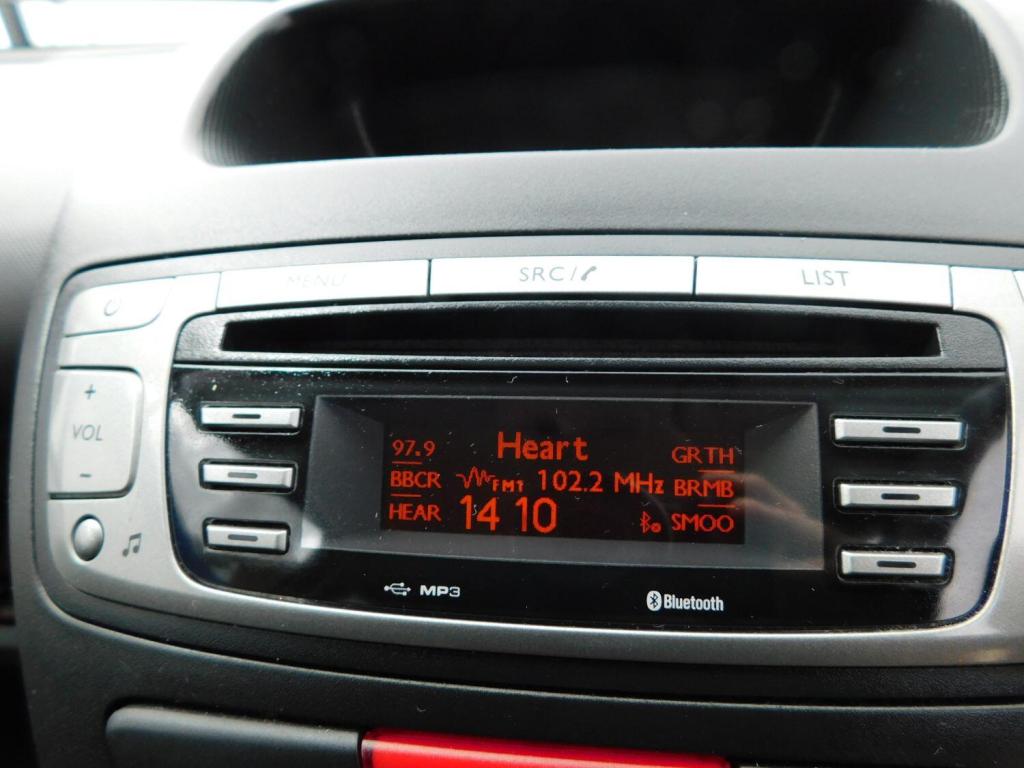 MENU
SRC/
LIST
+
VOL
-
97.9 Heart GRTH
BBCR FMT 102.2 MHz BRMB
HEAR 14 10 SMOO
MP3
Bluetooth